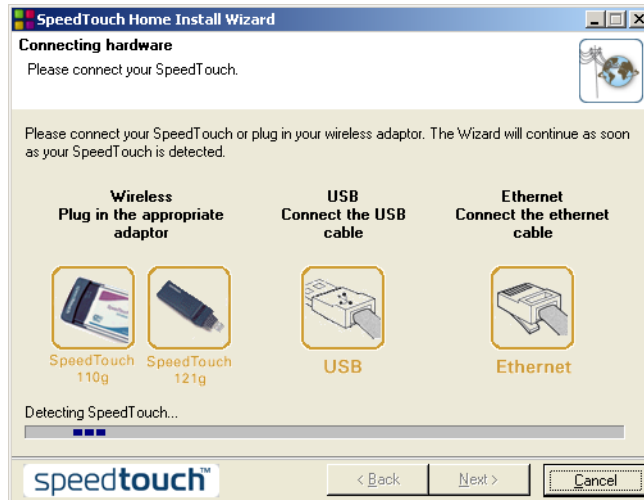 SpeedTouch Home Install Wizard
Connecting hardware
Please connect your SpeedTouch.
Please connect your SpeedTouch or plug in your wireless adaptor. The Wizard will continue as soon
as your SpeedTouch is detected.
Wireless
Plug in the appropriate
adaptor
SpeedTouch
110g
SpeedTouch
121g
USB
Connect the USB
cable
USB
Ethernet
Connect the ethernet
cable
Ethernet
Detecting SpeedTouch...
speedtouch™
< Back
Next >
Cancel